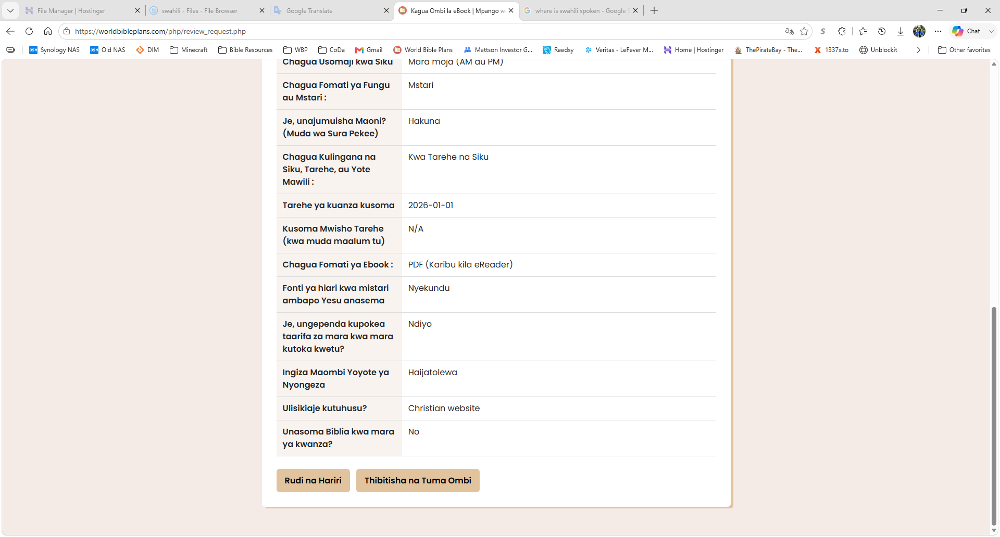 File Manager | Hostinger
swahili - Files - File Browser
Google Translate
Kagua Ombi la eBook | Mpango w
where is swahili spoken - Google S
https://worldbibleplans.com/php/review_request.php
Chat
Synology NAS
Old NAS
DIM
Minecraft
Bible Resources
WBP
CoDa
Gmail
World Bible Plans
Mattson Investor G...
Reedsy
Veritas - LeFever M...
Home | Hostinger
ThePirateBay - The...
1337x.to
Unblockit
Other favorites
Chagua Usomaji kwa Siku
Mara moja (AM au PM)
Chagua Fomati ya Fungu
au Mstari :
Mstari
Je, unajumuisha Maoni?
(Muda wa Sura Pekee)
Hakuna
Chagua Kulingana na
Siku, Tarehe, au Yote
Mawili :
Kwa Tarehe na Siku
Tarehe ya kuanza kusoma
2026-01-01
Kusoma Mwisho Tarehe
(kwa muda maalum tu)
N/A
Chagua Fomati ya Ebook :
PDF (Karibu kila eReader)
Fonti ya hiari kwa mistari
ambapo Yesu anasema
Nyekundu
Je, ungependa kupokea
taarifa za mara kwa mara
kutoka kwetu?
Ndiyo
Ingiza Maombi Yoyote ya
Nyongeza
Haijatolewa
Ulisikiaje kutuhusu?
Christian website
Unasoma Biblia kwa mara
ya kwanza?
No
Rudi na Hariri
Thibitisha na Tuma Ombi